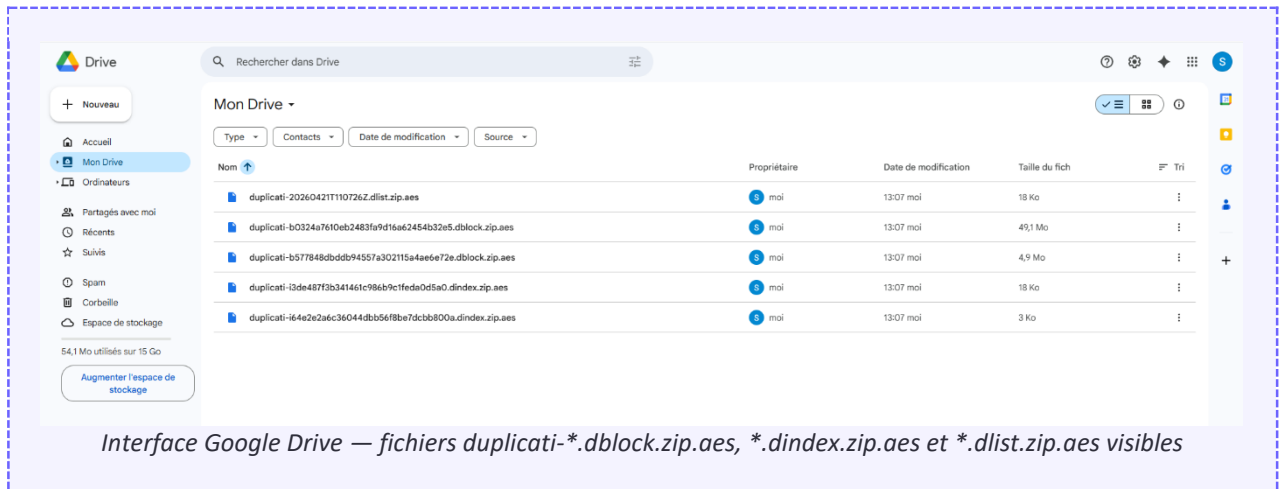 Drive
Rechercher dans Drive
S
Nouveau
Mon Drive
Accueil
Mon Drive
Ordinateurs
Partagés avec moi
Récents
Suivis
Spam
Corbeille
Espace de stockage
54,1 Mo utilisés sur 15 Go
Augmenter l'espace de
stockage
Type Contacts Date de modification Source
Nom Propriétaire Date de modification Taille du fich Tri
duplicati-20260421T110726Z.dlist.zip.aes S moi 13:07 moi 18 Ko
duplicati-b0324a7610eb2483fa9d16a62454b32e5.dblock.zip.aes S moi 13:07 moi 49,1 Mo
duplicati-b577848dbddb94557a302115a4ae6e72e.dblock.zip.aes S moi 13:07 moi 4,9 Mo
duplicati-i3de487f3b341461c986b9c1feda0d5a0.dindex.zip.aes S moi 13:07 moi 18 Ko
duplicati-i64e2e2a6c36044dbb56f8be7dcbb800a.dindex.zip.aes S moi 13:07 moi 3 Ko
Interface Google Drive — fichiers duplicati-*.dblock.zip.aes, *.dindex.zip.aes et *.dlist.zip.aes visibles